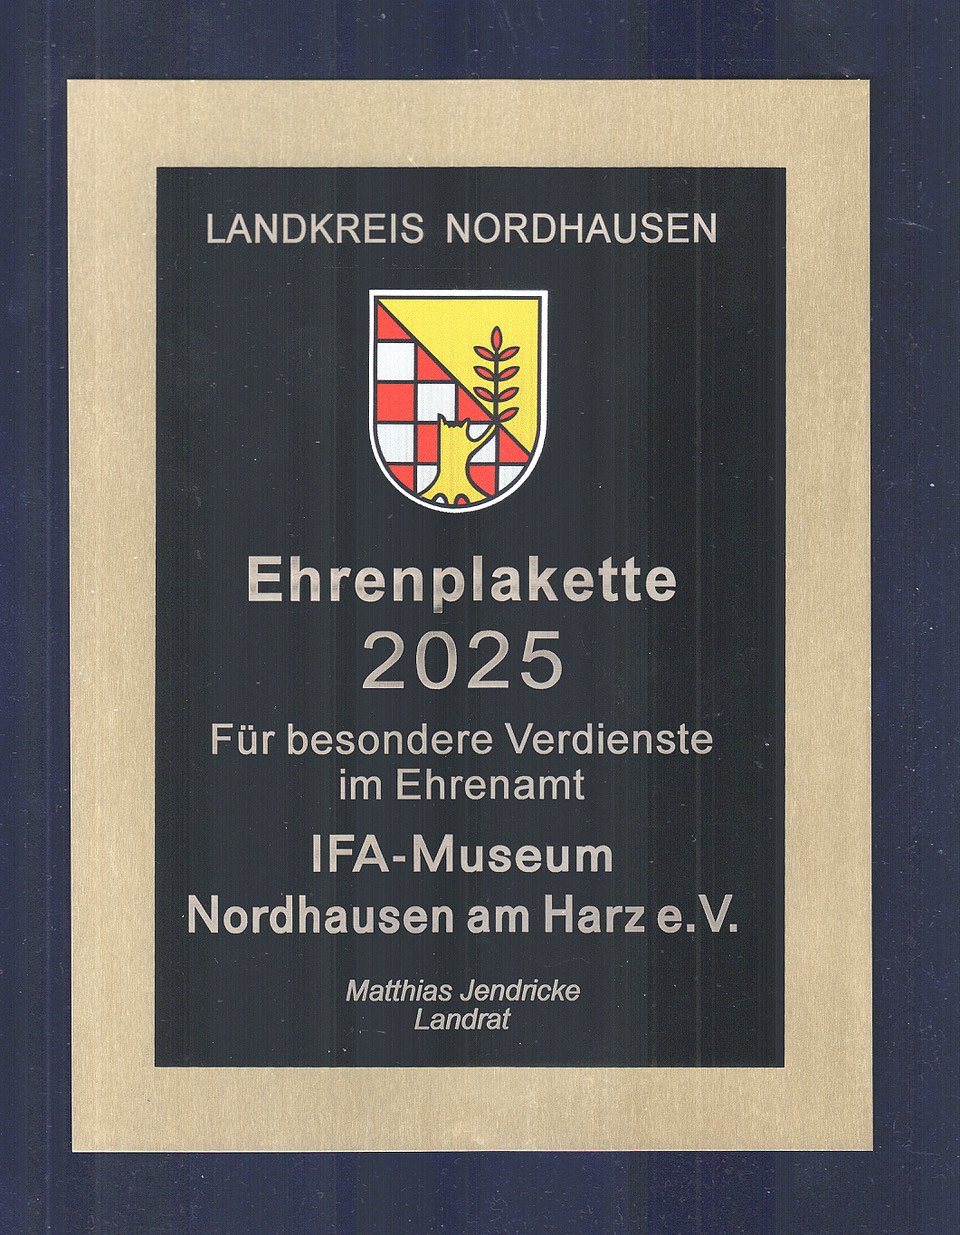 LANDKREIS NORDHAUSEN
Ehrenplakette
2025
Für besondere Verdienste
im Ehrenamt
IFA-Museum
Nordhausen am Harz e.V.
Matthias Jendricke
Landrat